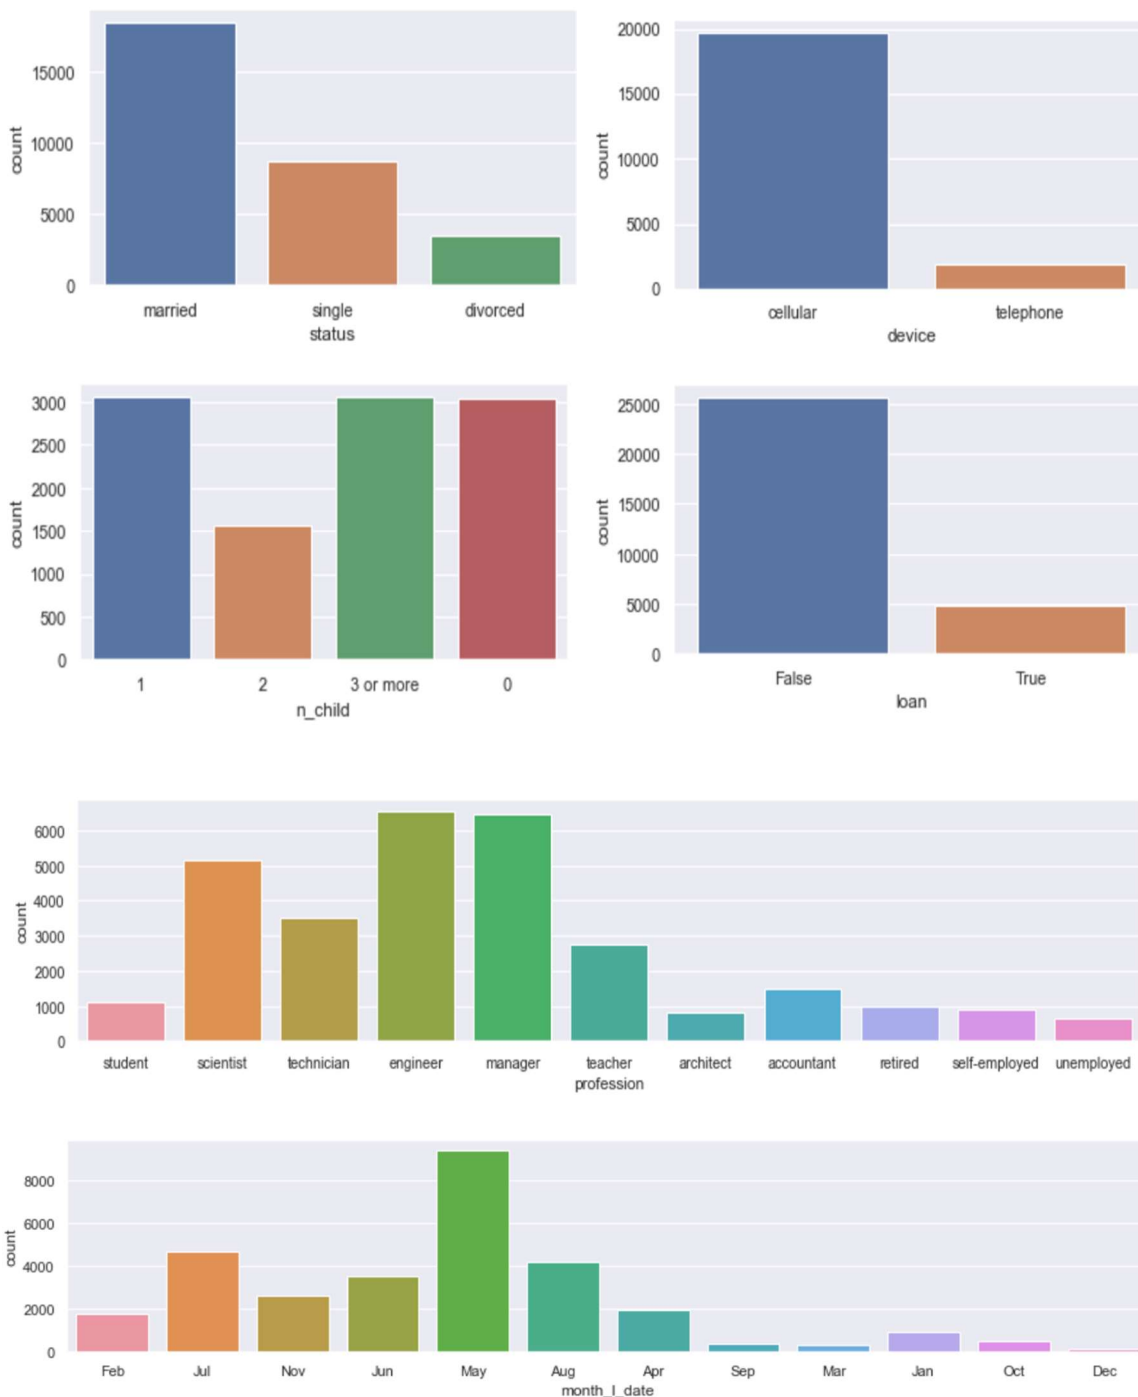 count
15000
10000
5000
0
married single divorced
status
count
20000
15000
10000
5000
0
cellular telephone
device
count
3000
2500
2000
1500
1000
500
0
1 2 3 or more 0
n_child
count
25000
20000
15000
10000
5000
0
False True
loan
count
6000
5000
4000
3000
2000
1000
0
student scientist technician engineer manager teacher architect accountant retired self-employed unemployed
profession
count
8000
6000
4000
2000
0
Feb Jul Nov Jun May Aug Apr Sep Mar Jan Oct Dec
month_l_date